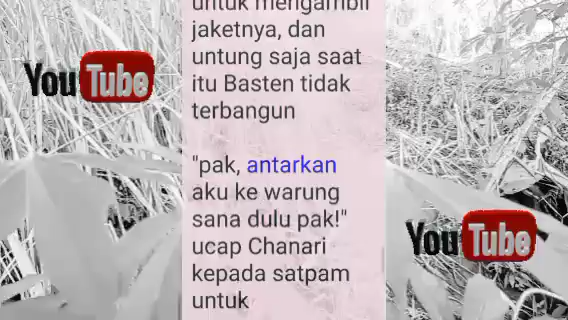 untuk mengambil
jaketnya, dan
untung saja saat
itu Basten tidak
terbangun
"pak, antarkan
aku ke warung
sana dulu pak!"
ucap Chanari
kepada satpam
untuk
YouTube
YouTube